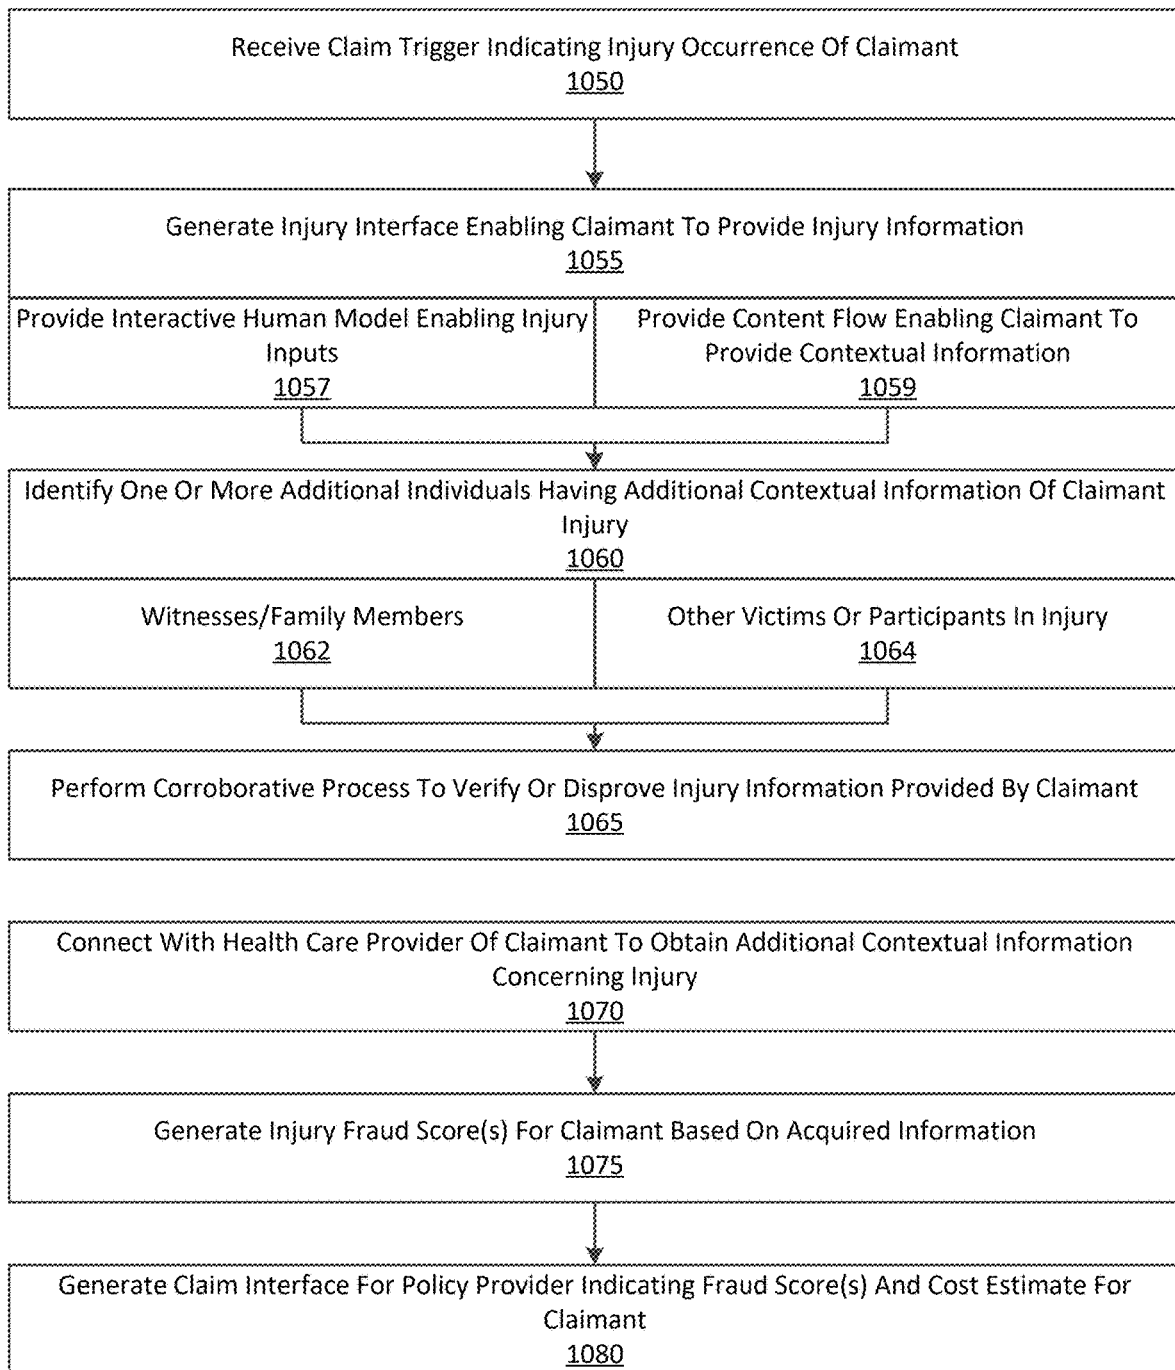 Receive Claim Trigger Indicating Injury Occurrence Of Claimant
1050
Generate Injury Interface Enabling Claimant To Provide Injury Information
1055
Provide Interactive Human Model Enabling Injury
Inputs
1057
Provide Content Flow Enabling Claimant To
Provide Contextual Information
1059
Identify One Or More Additional Individuals Having Additional Contextual Information Of Claimant
Injury
1060
Witnesses/Family Members
1062
Other Victims Or Participants In Injury
1064
Perform Corroborative Process To Verify Or Disprove Injury Information Provided By Claimant
1065
Connect With Health Care Provider Of Claimant To Obtain Additional Contextual Information
Concerning Injury
1070
Generate Injury Fraud Score(s) For Claimant Based On Acquired Information
1075
Generate Claim Interface For Policy Provider Indicating Fraud Score(s) And Cost Estimate For
Claimant
1080